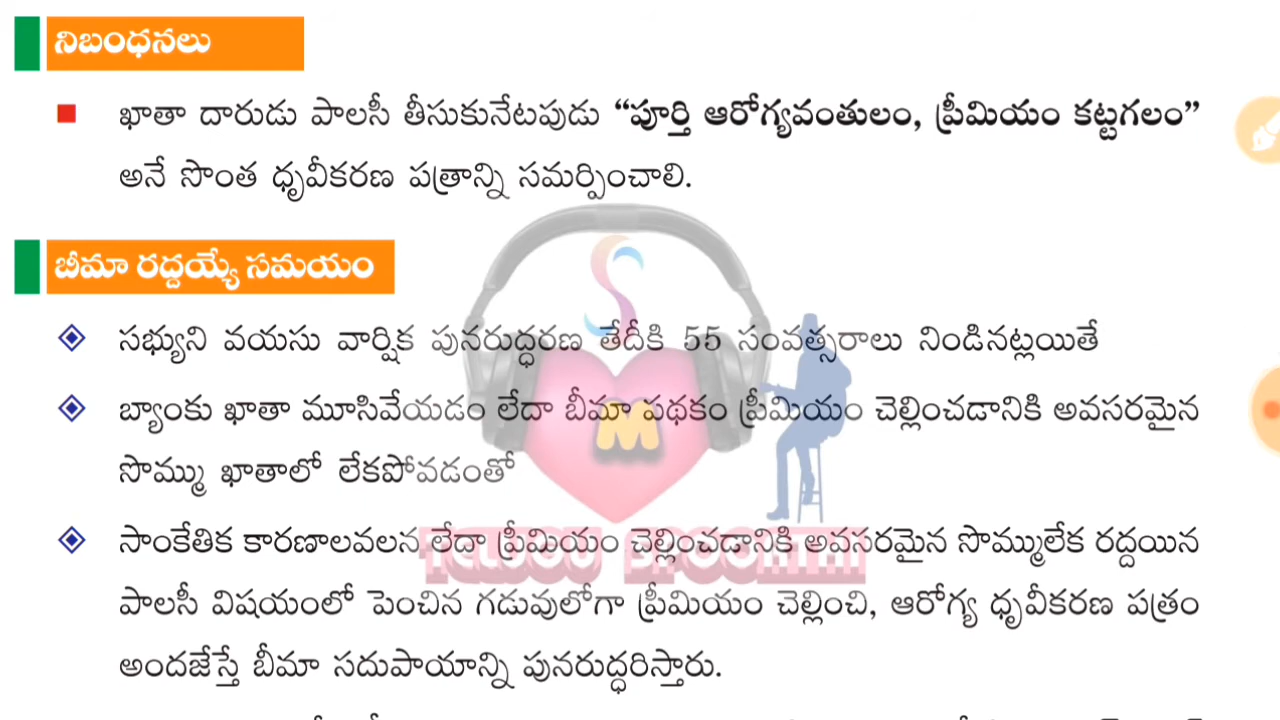 నిబంధనలు
ఖాతా దారుడు పాలసీ తీసుకునేటపుడు “పూర్తి ఆరోగ్యవంతులం, ప్రీమియం కట్టగలం”
అనే సొంత ధృవీకరణ పత్రాన్ని సమర్పించాలి.
బీమా రద్దయ్యే సమయం
సభ్యుని వయసు వార్షిక పునరుద్ధరణ తేదీకి 55 సంవత్సరాలు నిండినట్లయితే
బ్యాంకు ఖాతా మూసివేయడం లేదా బీమా పథకం ప్రీమియం చెల్లించడానికి అవసరమైన
సొమ్ము ఖాతాలో లేకపోవడంతో
సాంకేతిక కారణాలవలన లేదా ప్రీమియం చెల్లించడానికి అవసరమైన సొమ్ములేక రద్దయిన
పాలసీ విషయంలో పెంచిన గడువులోగా ప్రీమియం చెల్లించి, ఆరోగ్య ధృవీకరణ పత్రం
అందజేస్తే బీమా సదుపాయాన్ని పునరుద్ధరిస్తారు.
S
M